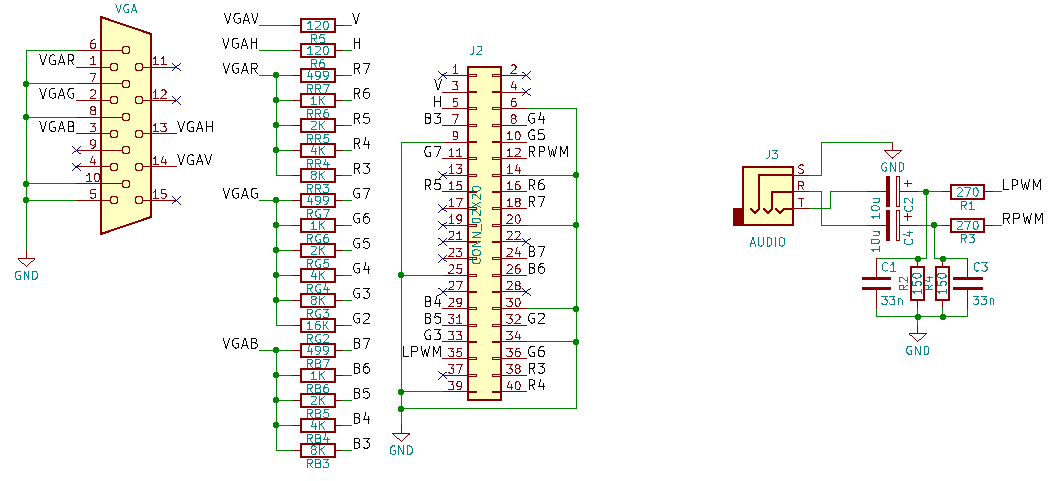 VGA
6
VGAR 1
11
7
VGAG 2
12
8
VGAB 3
13 VGAH
9
4
14 VGAV
10
5
15
GND
VGAV 120 V
R5
VGAH 120 H
R6
VGAR 499 R7
RR7
1K R6
RR6
2K R5
RR5
4K R4
RR4
8K R3
RR3
VGAG 499 G7
RG7
1K G6
RG6
2K G5
RG5
4K G4
RG4
8K G3
RG3
16K G2
RG2
VGAB 499 B7
RB7
1K B6
RB6
2K B5
RB5
4K B4
RB4
8K B3
RB3
J2
CONN_02X20
1 2
V 3 4
H 5 6
B3 7 8 G4
9 10 G5
G7 11 12 RPWM
13 14
R5 15 16 R6
17 18 R7
19 20
21 22
23 24 B7
25 26 B6
27 28
B4 29 30
B5 31 32 G2
G3 33 34
LPWM 35 36 G6
37 38 R3
39 40 R4
GND
J3
S
R
T
AUDIO
GND
10u
+
C2
270
LPWM
R1
10u
+
C4
270
RPWM
R3
C1
33n
R2
150
R4
150
C3
33n
GND